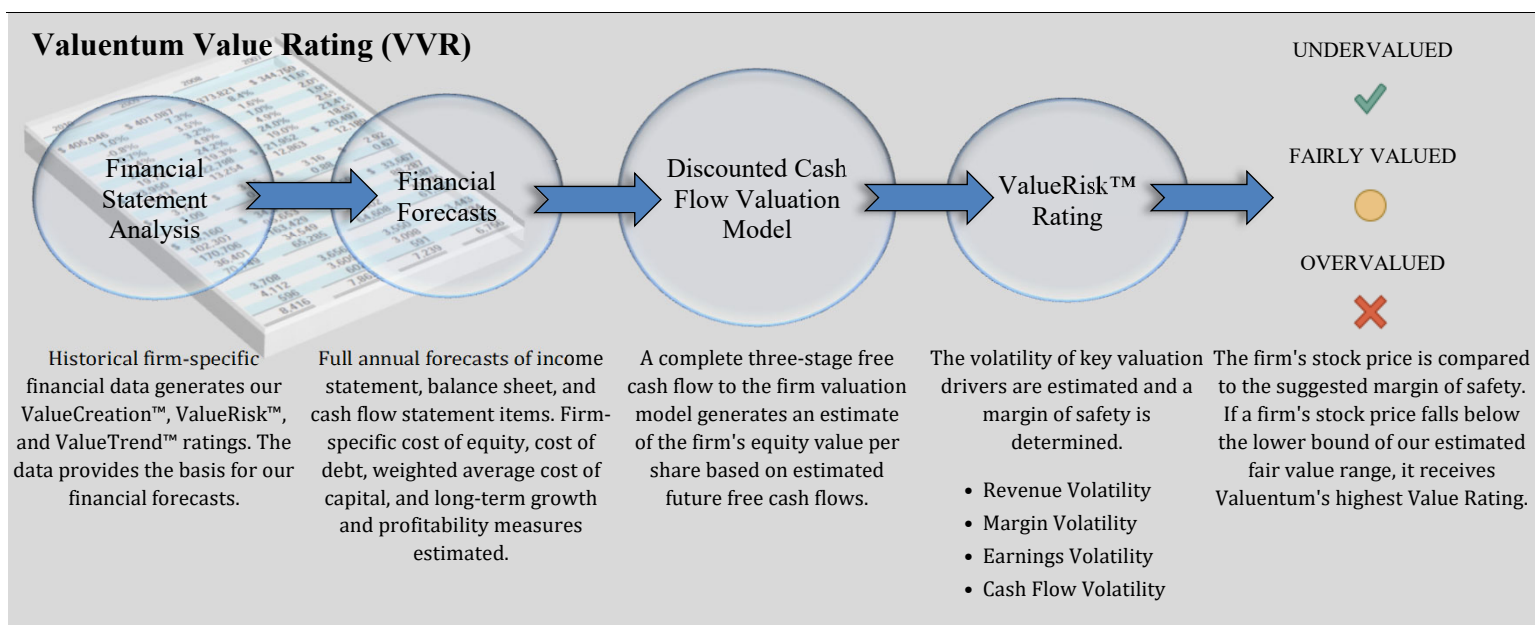 Valuentum Value Rating (VVR)
Financial
Statement
Analysis
Financial
Forecasts
Discounted Cash
Flow Valuation
Model
ValueRisk™
Rating
UNDERVALUED
FAIRLY VALUED
OVERVALUED
Historical firm-specific
financial data generates our
ValueCreation™, ValueRisk™,
and ValueTrend™ ratings. The
data provides the basis for our
financial forecasts.
Full annual forecasts of income
statement, balance sheet, and
cash flow statement items. Firm-
specific cost of equity, cost of
debt, weighted average cost of
capital, and long-term growth
and profitability measures
estimated.
A complete three-stage free
cash flow to the firm valuation
model generates an estimate
of the firm's equity value per
share based on estimated
future free cash flows.
The volatility of key valuation
drivers are estimated and a
margin of safety is
determined.
• Revenue Volatility
• Margin Volatility
• Earnings Volatility
• Cash Flow Volatility
The firm's stock price is compared
to the suggested margin of safety.
If a firm's stock price falls below
the lower bound of our estimated
fair value range, it receives
Valuentum's highest Value Rating.